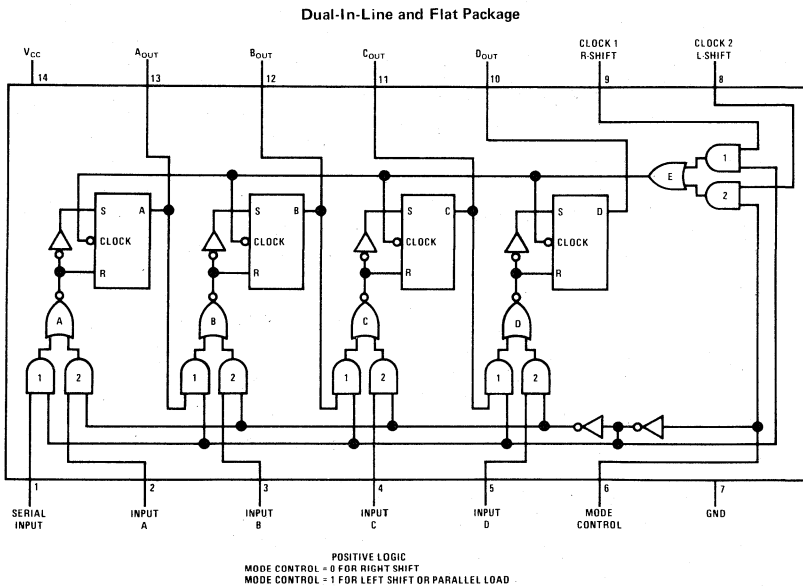 Dual-In-Line and Flat Package
VCC AOUT BOUT COUT DOUT CLOCK 1 CLOCK 2
R-SHIFT L-SHIFT
14 13 12 11 10 9 8
1
E
2
S A S B S C S D
CLOCK CLOCK CLOCK CLOCK
R R R R
A B C D
1 2 1 2 1 2 1 2
1 2 3 4 5 6 7
SERIAL INPUT INPUT INPUT INPUT MODE GND
INPUT A B C D CONTROL
POSITIVE LOGIC
MODE CONTROL = 0 FOR RIGHT SHIFT
MODE CONTROL = 1 FOR LEFT SHIFT OR PARALLEL LOAD